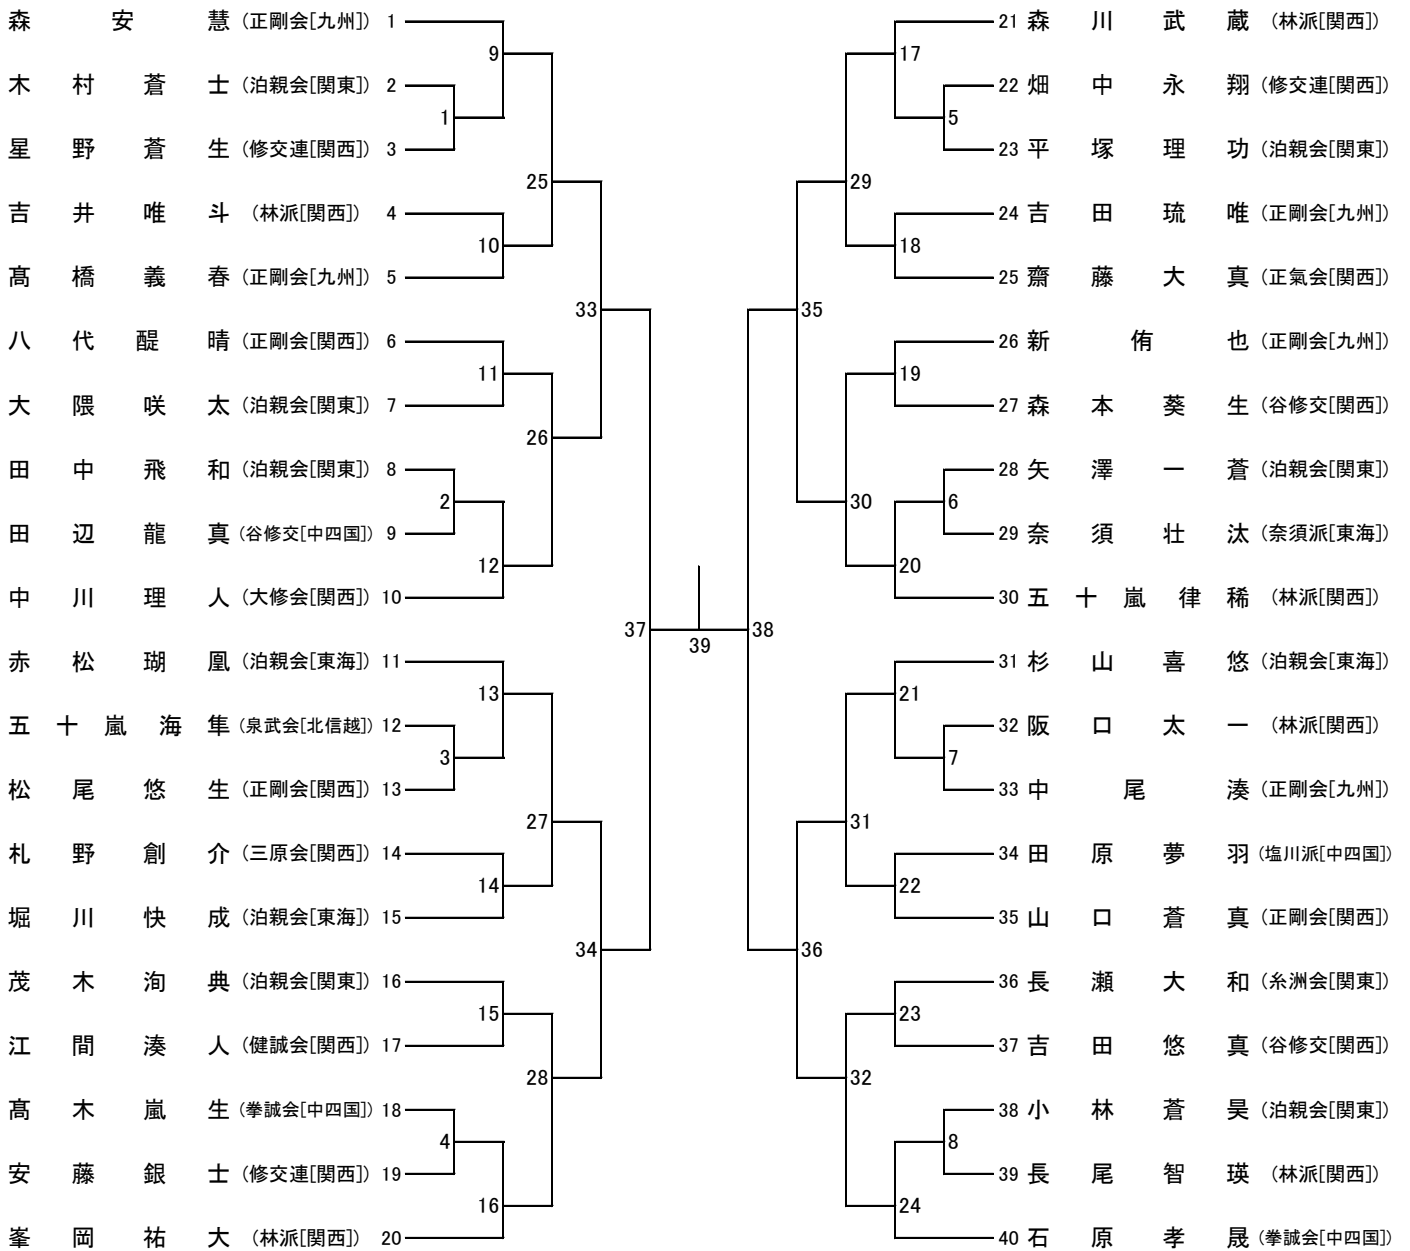 森安慧 (正剛会[九州]) 1
木村蒼士 (泊親会[関東]) 2
星野蒼生 (修交連[関西]) 3
吉井唯斗 (林派[関西]) 4
髙橋義春 (正剛会[九州]) 5
八代醍晴 (正剛会[関西]) 6
大隈咲太 (泊親会[関東]) 7
田中飛和 (泊親会[関東]) 8
田辺龍真 (谷修交[中四国]) 9
中川理人 (大修会[関西]) 10
赤松瑚凰 (泊親会[東海]) 11
五十嵐海隼 (泉武会[北信越]) 12
松尾悠生 (正剛会[関西]) 13
札野創介 (三原会[関西]) 14
堀川快成 (泊親会[東海]) 15
茂木洵典 (泊親会[関東]) 16
江間湊人 (健誠会[関西]) 17
髙木嵐生 (拳誠会[中四国]) 18
安藤銀士 (修交連[関西]) 19
峯岡祐大 (林派[関西]) 20
1
2
3
4
9
10
11
12
13
14
15
16
25
26
27
28
33
34
37
39
38
35
36
29
30
31
32
17
18
19
20
21
22
23
24
5
6
7
8
21 森川武蔵 (林派[関西])
22 畑中永翔 (修交連[関西])
23 平塚理功 (泊親会[関東])
24 吉田琉唯 (正剛会[九州])
25 齋藤大真 (正氣会[関西])
26 新侑也 (正剛会[九州])
27 森本葵生 (谷修交[関西])
28 矢澤一蒼 (泊親会[関東])
29 奈須壮汰 (奈須派[東海])
30 五十嵐律稀 (林派[関西])
31 杉山喜悠 (泊親会[東海])
32 阪口太一 (林派[関西])
33 中尾湊 (正剛会[九州])
34 田原夢羽 (塩川派[中四国])
35 山口蒼真 (正剛会[関西])
36 長瀬大和 (糸洲会[関東])
37 吉田悠真 (谷修交[関西])
38 小林蒼昊 (泊親会[関東])
39 長尾智瑛 (林派[関西])
40 石原孝晟 (拳誠会[中四国])